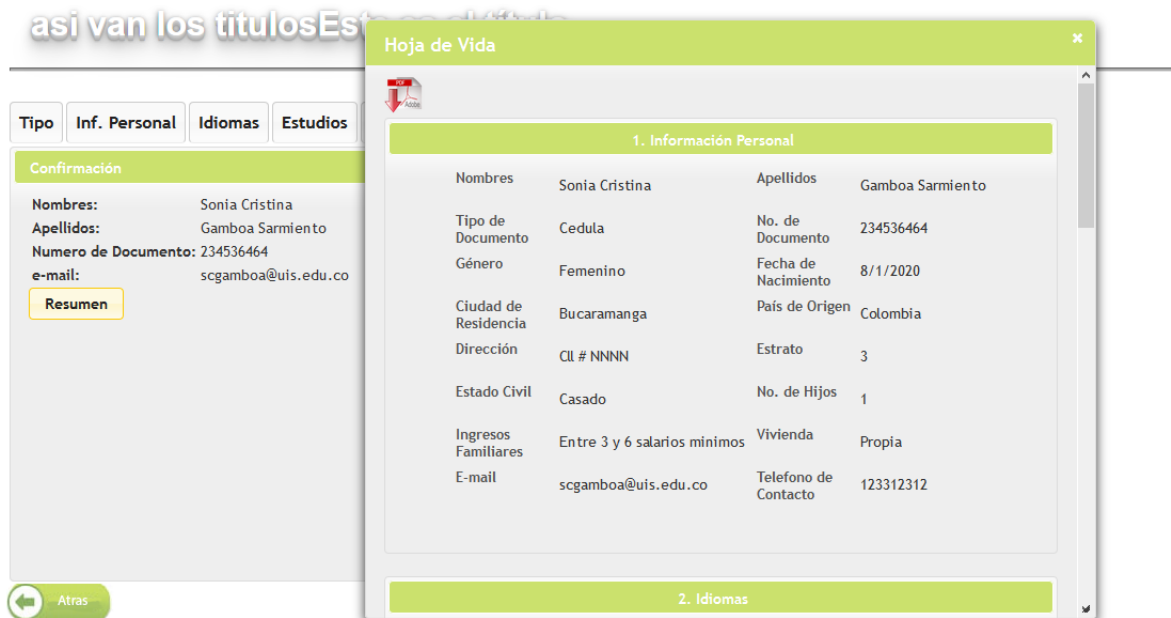 asi van los titulosEste es el título
Hoja de Vida
PDF
Adobe
Tipo Inf. Personal Idiomas Estudios
1. Información Personal
Confirmación
Nombres: Sonia Cristina
Apellidos: Gamboa Sarmiento
Numero de Documento: 234536464
e-mail: scgamboa@uis.edu.co
Resumen
Nombres Sonia Cristina Apellidos Gamboa Sarmiento
Tipo de Documento Cedula No. de Documento 234536464
Género Femenino Fecha de Nacimiento 8/1/2020
Ciudad de Residencia Bucaramanga País de Origen Colombia
Dirección Cll # NNNN Estrato 3
Estado Civil Casado No. de Hijos 1
Ingresos Familiares Entre 3 y 6 salarios minimos Vivienda Propia
E-mail scgamboa@uis.edu.co Telefono de Contacto 123312312
2. Idiomas
Atras